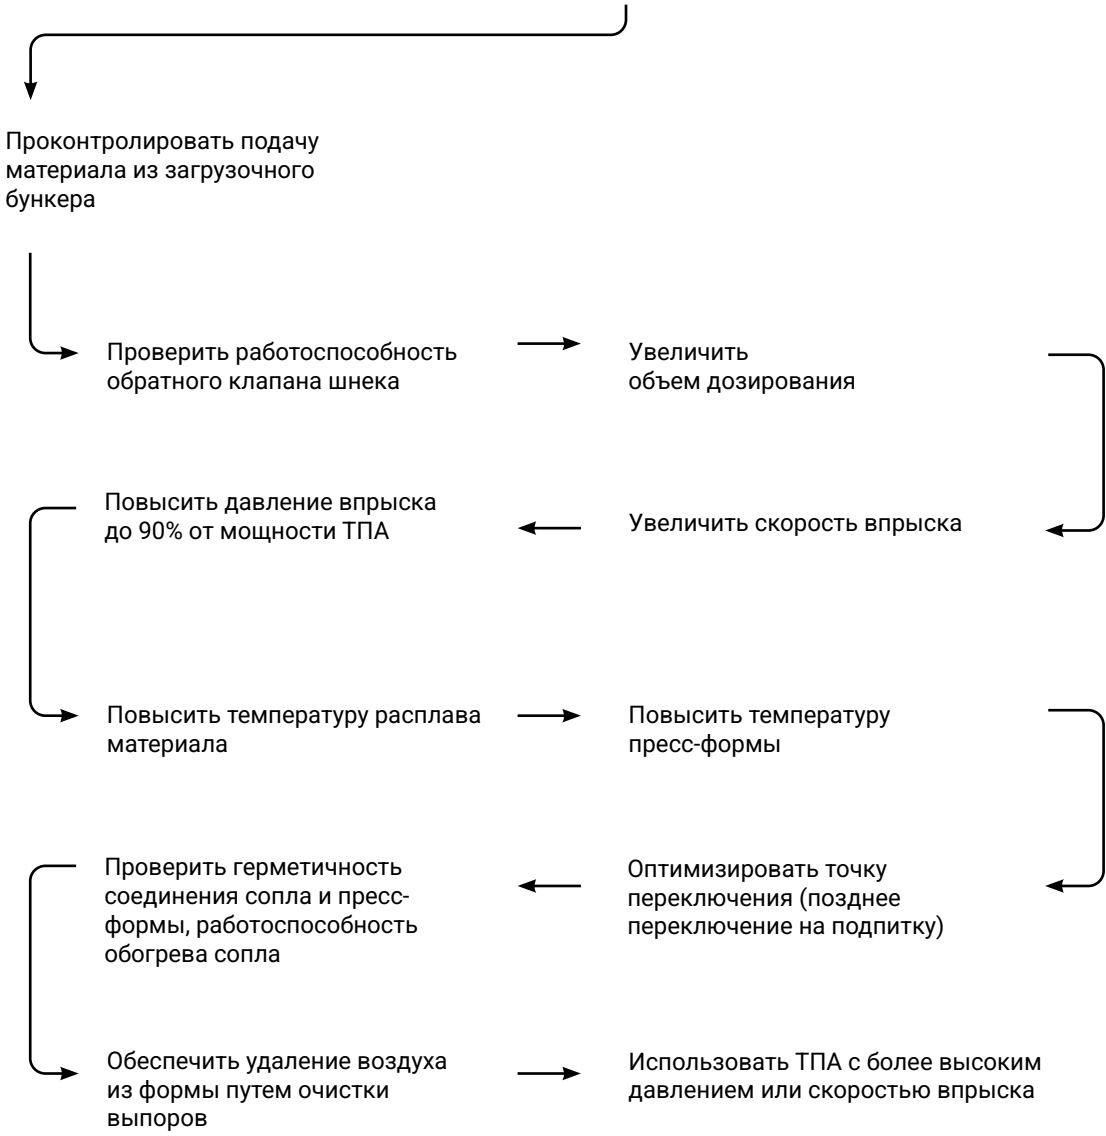 Проконтролировать подачу
материала из загрузочного
бункера
Проверить работоспособность
обратного клапана шнека
Увеличить
объем дозирования
Увеличить скорость впрыска
Повысить давление впрыска
до 90% от мощности ТПА
Повысить температуру расплава
материала
Повысить температуру
пресс-формы
Оптимизировать точку
переключения (позднее
переключение на подпитку)
Проверить герметичность
соединения сопла и пресс-
формы, работоспособность
обогрева сопла
Обеспечить удаление воздуха
из формы путем очистки
выпоров
Использовать ТПА с более высоким
давлением или скоростью впрыска